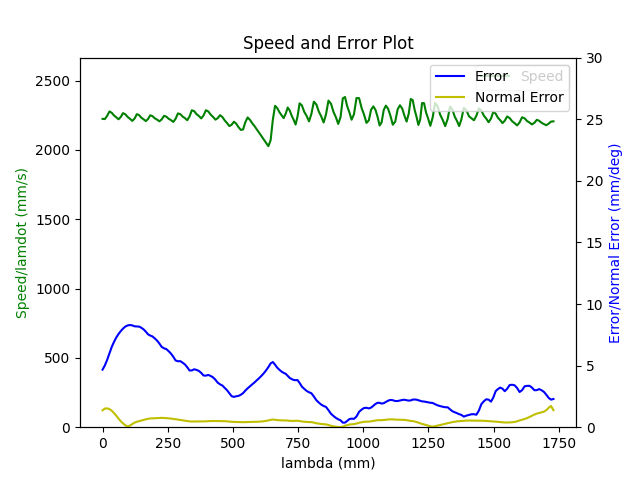 Speed and Error Plot
2500
2000
1500
1000
500
0
Speed/lamdot (mm/s)
0 250 500 750 1000 1250 1500 1750
lambda (mm)
30
25
20
15
10
5
0
Error/Normal Error (mm/deg)
Error
Normal Error
Speed